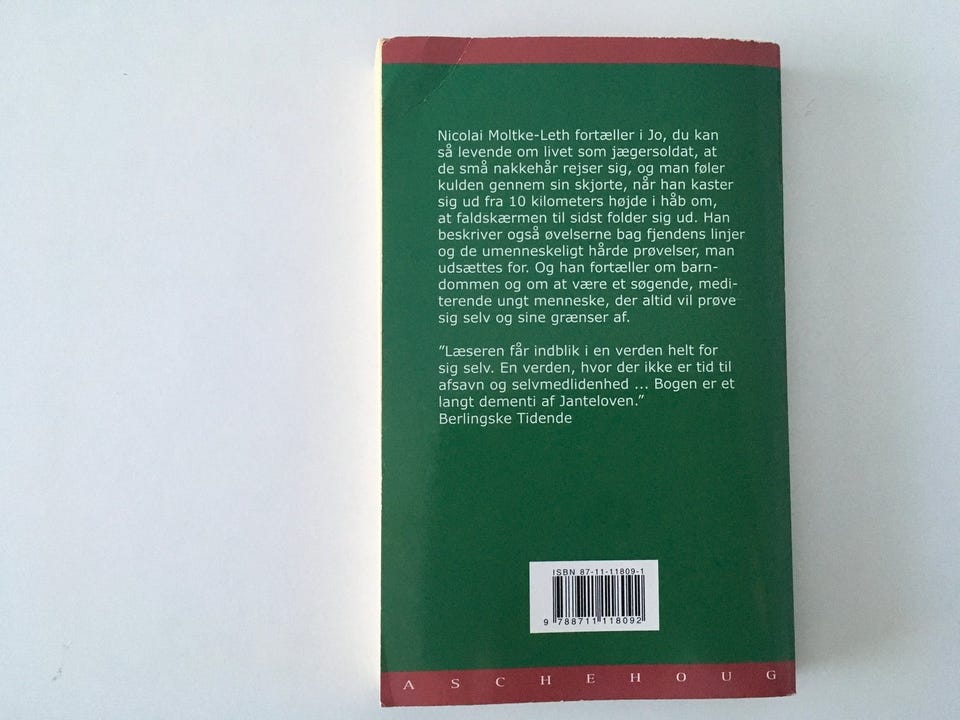 Nicolai Moltke-Leth fortæller i Jo, du kan
så levende om livet som jægersoldat, at
de små nakkehår rejser sig, og man føler
kulden gennem sin skjorte, når han kaster
sig ud fra 10 kilometers højde i håb om,
at faldskærmen til sidst folder sig ud. Han
beskriver også øvelserne bag fjendens linjer
og de umenneskeligt hårde prøvelser, man
udsættes for. Og han fortæller om barn-
dommen og om at være et søgende, medi-
terende ungt menneske, der altid vil prøve
sig selv og sine grænser af.
”Læseren får indblik i en verden helt for
sig selv. En verden, hvor der ikke er tid til
afsavn og selvmedlidenhed ... Bogen er et
langt dementi af Janteloven.”
Berlingske Tidende
ISBN 87-11-11809-1
9 788711 118092
ASCHEHOUG